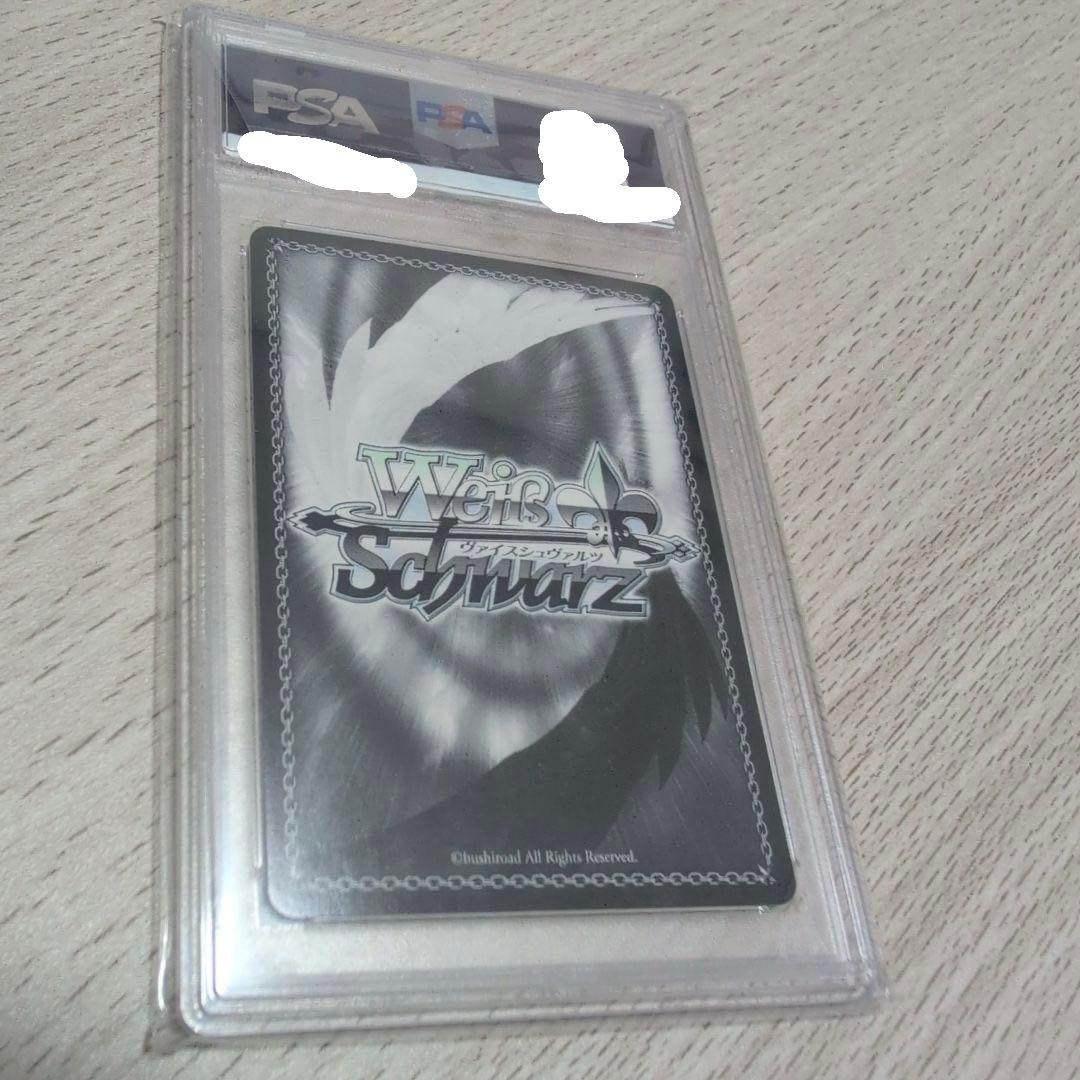 PSA PSA
Weiß
ヴァイスシュヴァルツ
Schwarz
©bushiroad All Rights Reserved.